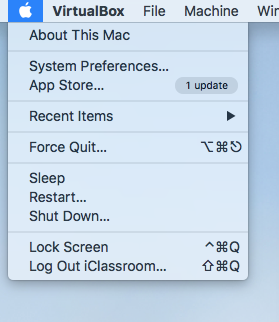 VirtualBox File Machine
About This Mac
System Preferences...
App Store... 1 update
Recent Items ▶
Force Quit... ⌥⌘⎋
Sleep
Restart...
Shut Down...
Lock Screen ^⌘Q
Log Out iClassroom... ⇧⌘Q